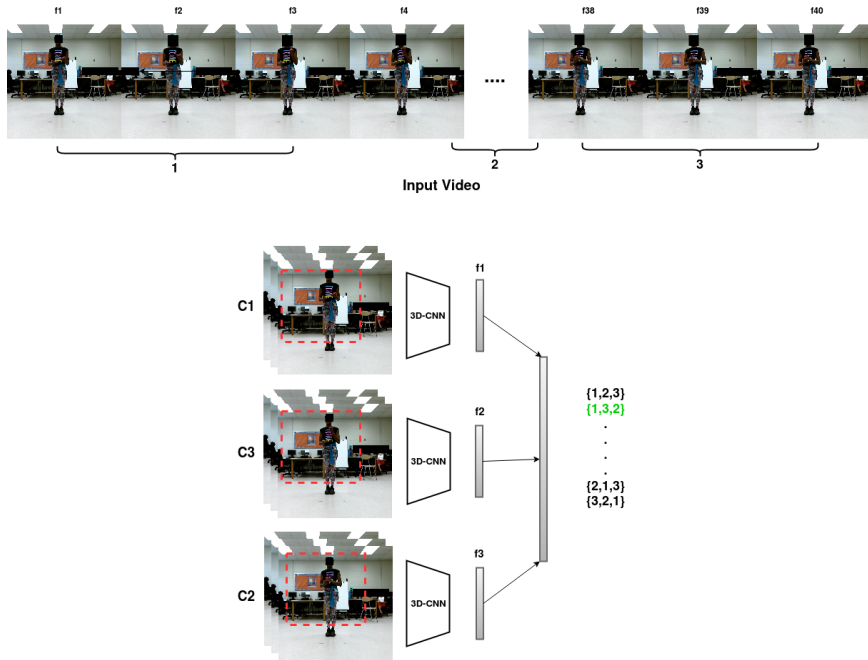 f1 f2 f3 f4 f38 f39 f40
....
1 2 3
Input Video
C1
3D-CNN
f1
C3
3D-CNN
f2
C2
3D-CNN
f3
{1,2,3}
{1,3,2}
.
.
.
.
{2,1,3}
{3,2,1}